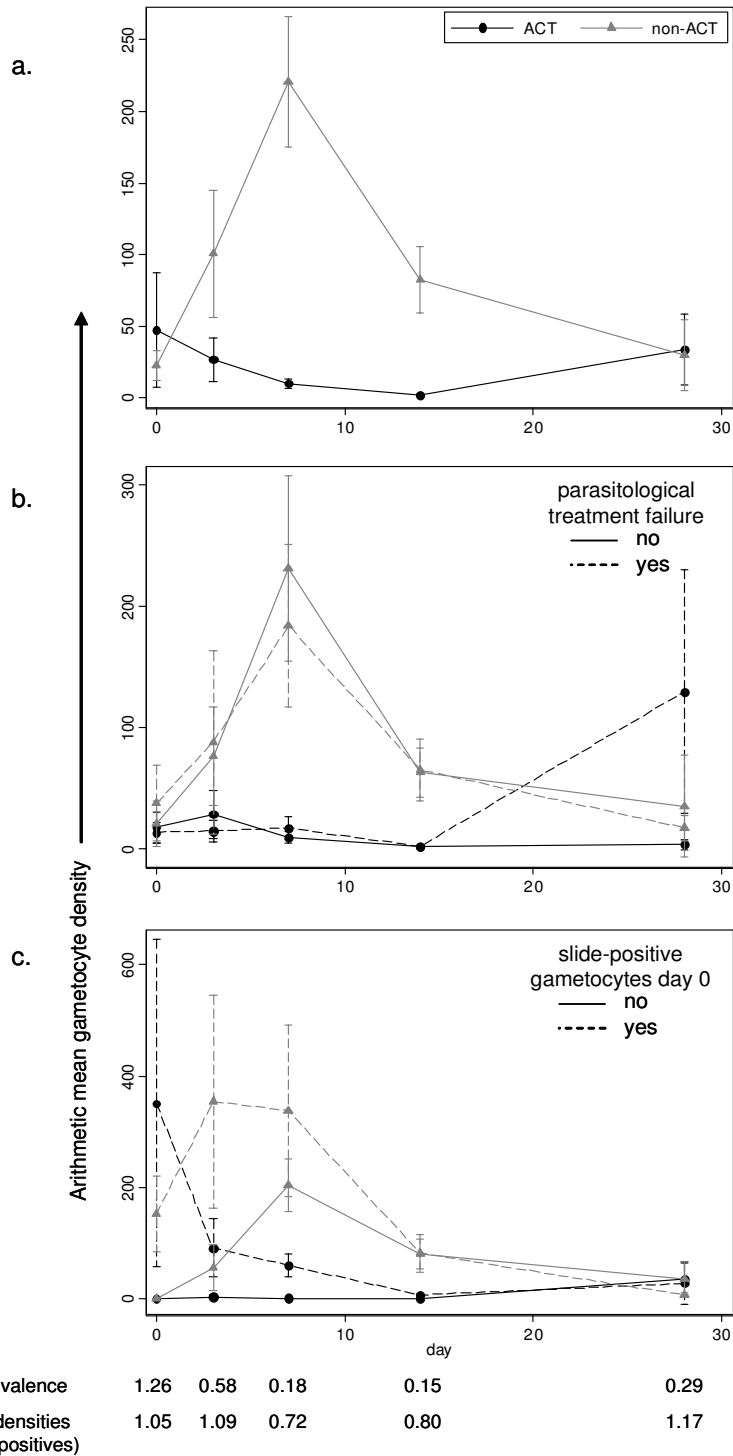 ACT non-ACT
a.
250
200
150
100
50
0
0 10 20 30
b.
parasitological
treatment failure
no
yes
300
200
100
0
0 10 20 30
c.
slide-positive
gametocytes day 0
no
yes
600
400
200
0
0 10 20 30
day
Arithmetic mean gametocyte density
valence 1.26 0.58 0.18 0.15 0.29
densities 1.05 1.09 0.72 0.80 1.17
positives)